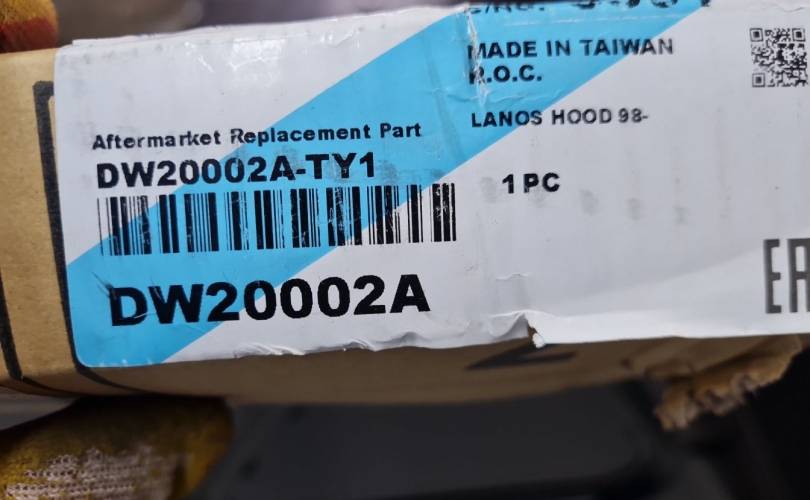 MADE IN TAIWAN
R.O.C.
LANOS HOOD 98-
1 PC
Aftermarket Replacement Part
DW20002A-TY1
DW20002A